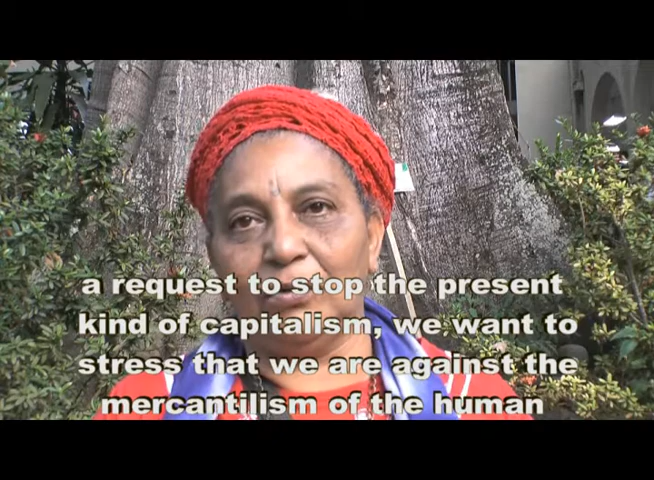 a request to stop the present
kind of capitalism, we want to
stress that we are against the
mercantilism of the human